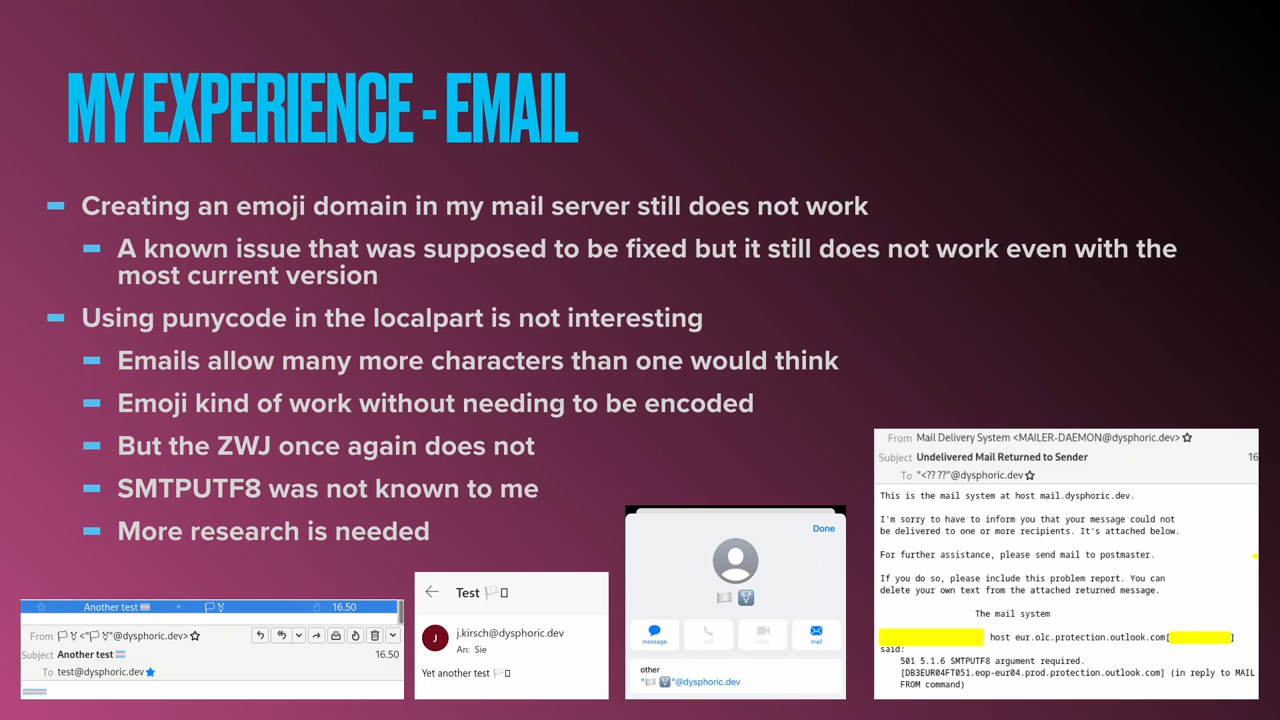 MY EXPERIENCE - EMAIL
Creating an emoji domain in my mail server still does not work
A known issue that was supposed to be fixed but it still does not work even with the
most current version
Using punycode in the localpart is not interesting
Emails allow many more characters than one would think
Emoji kind of work without needing to be encoded
But the ZWJ once again does not
SMTPUTF8 was not known to me
More research is needed
Another test 🏳️‍⚧️ 🏳⚧ 16.50
From 🏳⚧ <"🏳⚧"@dysphoric.dev>
Subject Another test 🏳️‍⚧️ 16.50
To test@dysphoric.dev
🏳️‍⚧️
Test 🏳▯
J
j.kirsch@dysphoric.dev
An: Sie
Yet another test 🏳▯
Done
🏳⚧
message call video mail
other
"🏳⚧"@dysphoric.dev
From Mail Delivery System <MAILER-DAEMON@dysphoric.dev>
Subject Undelivered Mail Returned to Sender 16
To "<?? ??"@dysphoric.dev
This is the mail system at host mail.dysphoric.dev.
I'm sorry to have to inform you that your message could not
be delivered to one or more recipients. It's attached below.
For further assistance, please send mail to postmaster.
If you do so, please include this problem report. You can
delete your own text from the attached returned message.
The mail system
host eur.olc.protection.outlook.com[ ]
said:
501 5.1.6 SMTPUTF8 argument required.
[DB3EUR04FT051.eop-eur04.prod.protection.outlook.com] (in reply to MAIL
FROM command)